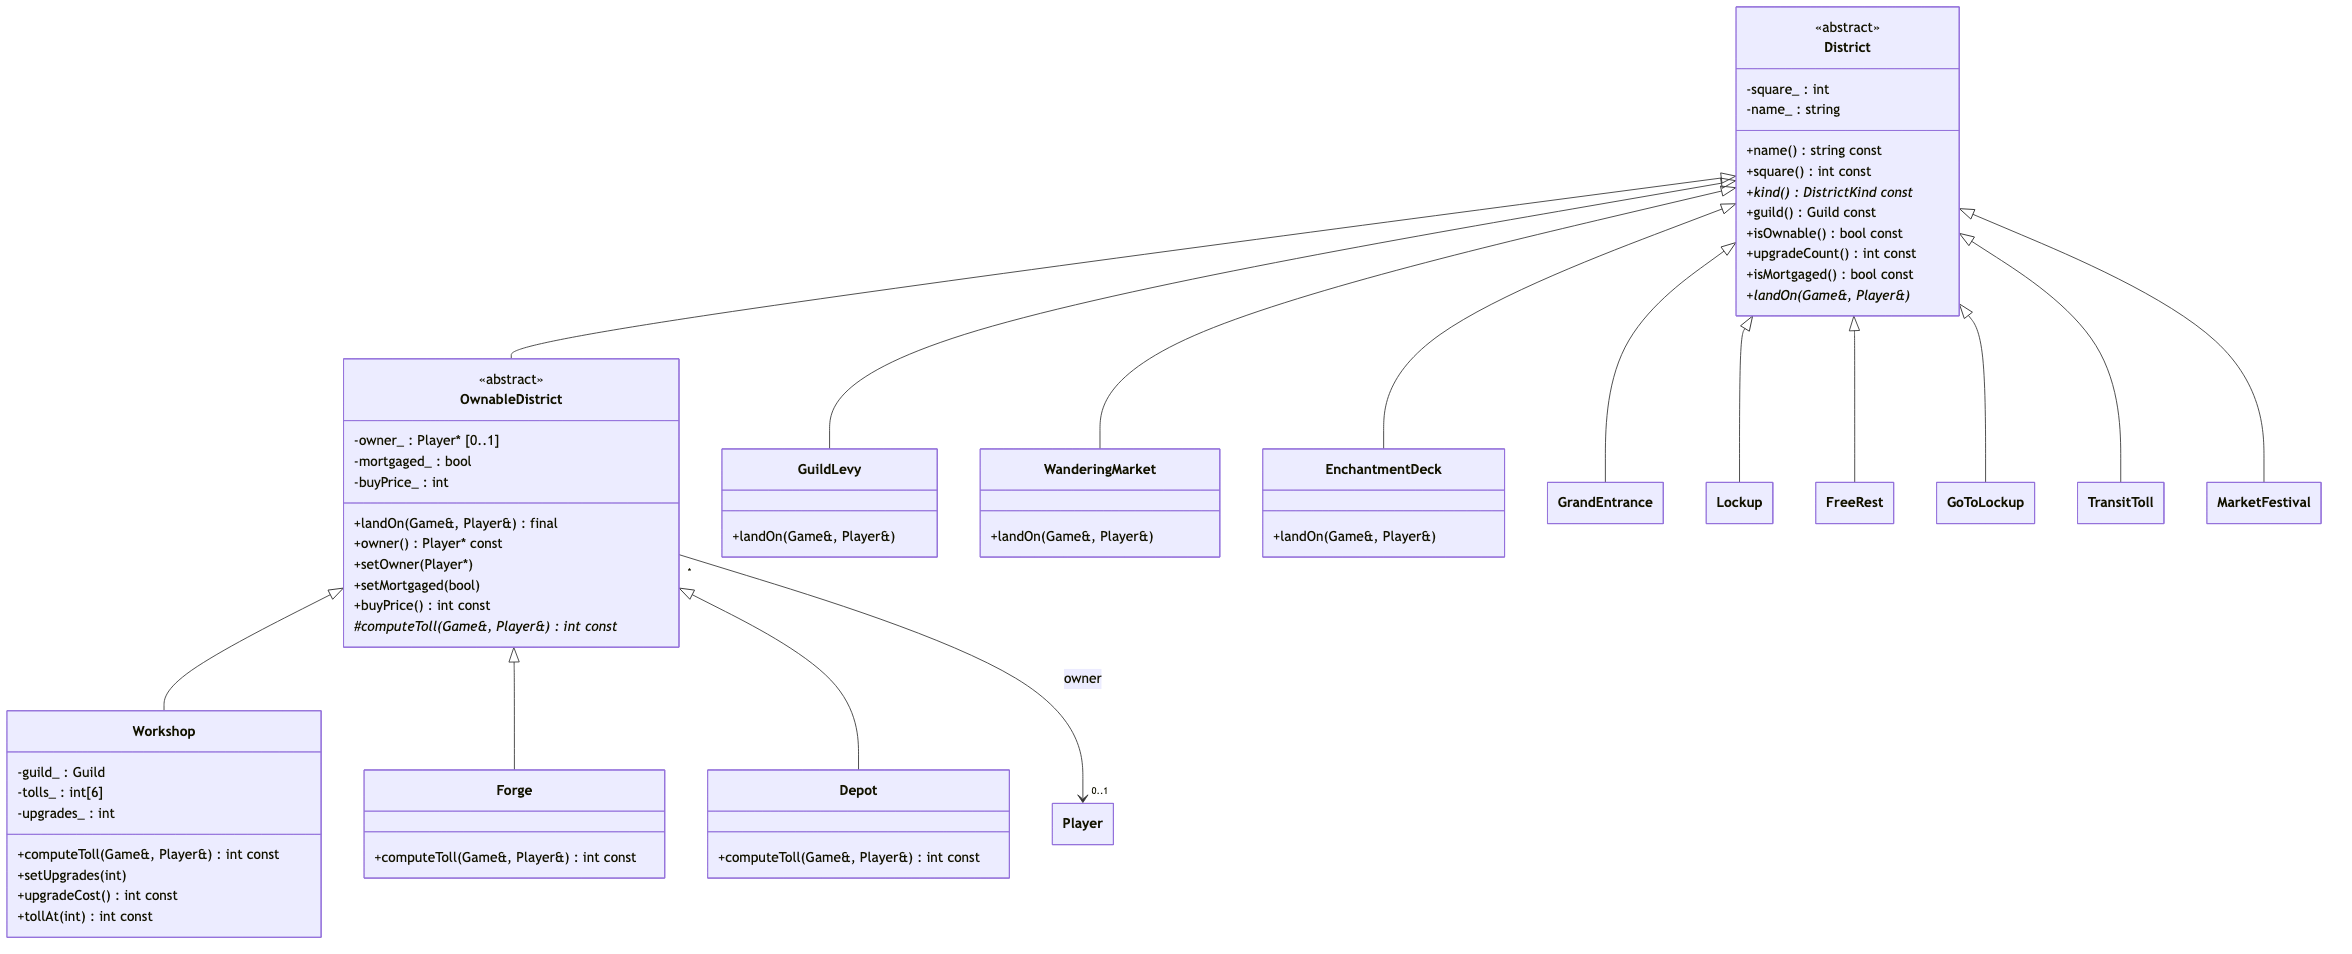 «abstract»
District
-square_ : int
-name_ : string
+name() : string const
+square() : int const
+kind() : DistrictKind const
+guild() : Guild const
+isOwnable() : bool const
+upgradeCount() : int const
+isMortgaged() : bool const
+landOn(Game&, Player&)
«abstract»
OwnableDistrict
-owner_ : Player* [0..1]
-mortgaged_ : bool
-buyPrice_ : int
+landOn(Game&, Player&) : final
+owner() : Player* const
+setOwner(Player*)
+setMortgaged(bool)
+buyPrice() : int const
#computeToll(Game&, Player&) : int const
GuildLevy
+landOn(Game&, Player&)
WanderingMarket
+landOn(Game&, Player&)
EnchantmentDeck
+landOn(Game&, Player&)
GrandEntrance
Lockup
FreeRest
GoToLockup
TransitToll
MarketFestival
*
owner
0..1
Workshop
-guild_ : Guild
-tolls_ : int[6]
-upgrades_ : int
+computeToll(Game&, Player&) : int const
+setUpgrades(int)
+upgradeCost() : int const
+tollAt(int) : int const
Forge
+computeToll(Game&, Player&) : int const
Depot
+computeToll(Game&, Player&) : int const
Player